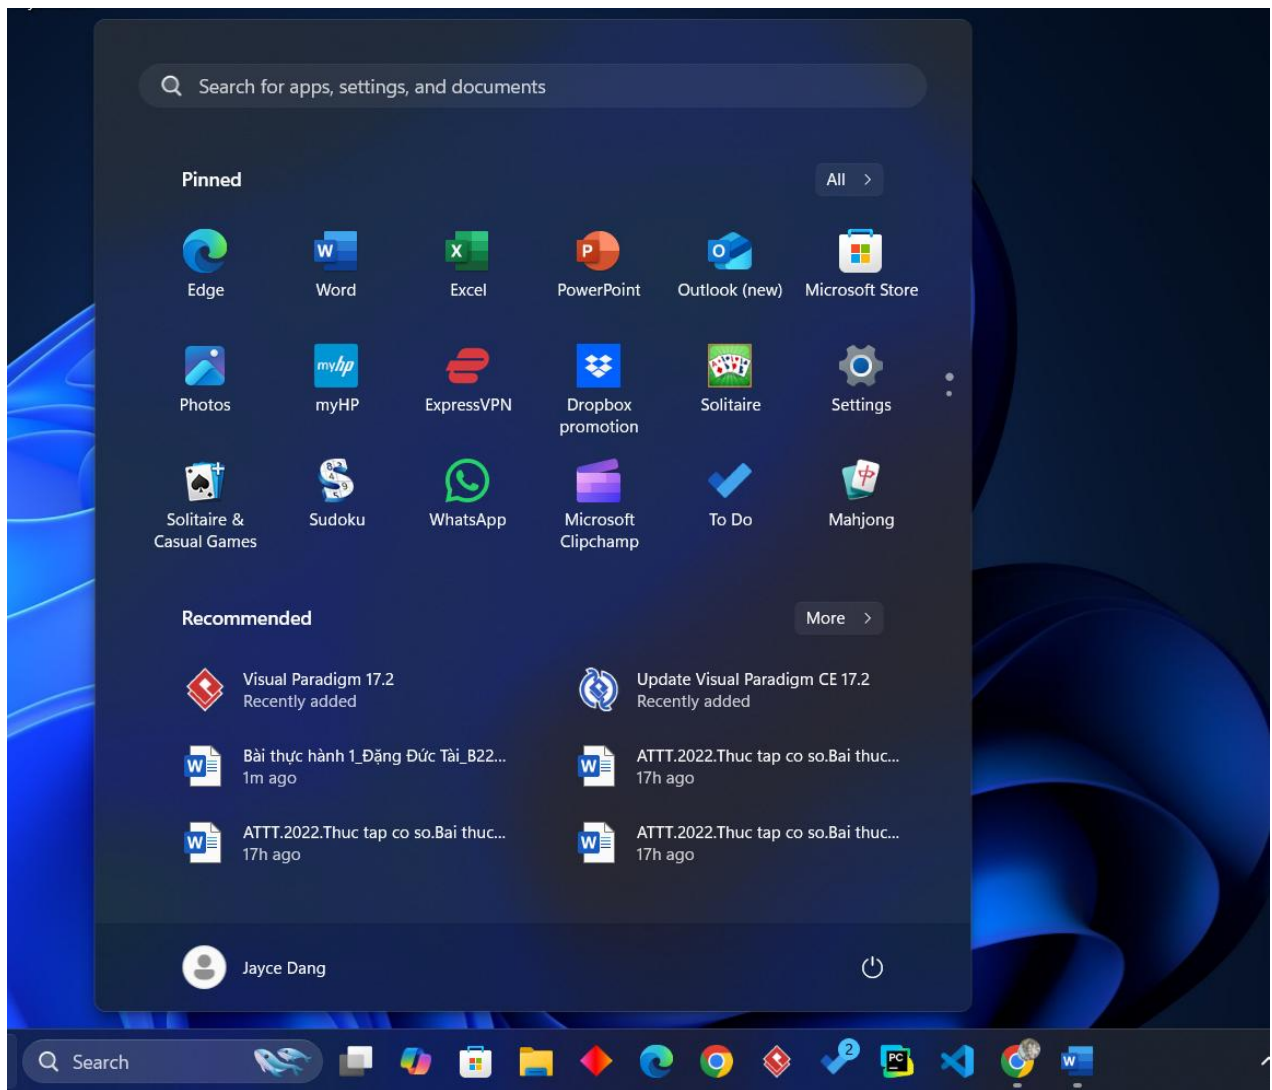 Search for apps, settings, and documents
Pinned
All
W
X
P
O
Edge
Word
Excel
PowerPoint
Outlook (new)
Microsoft Store
myhp
Photos
myHP
ExpressVPN
Dropbox
promotion
Solitaire
Settings
Solitaire &
Casual Games
Sudoku
WhatsApp
Microsoft
Clipchamp
To Do
Mahjong
Recommended
More
Visual Paradigm 17.2
Recently added
Update Visual Paradigm CE 17.2
Recently added
W
Bài thực hành 1_Đặng Đức Tài_B22...
1m ago
W
ATTT.2022.Thuc tap co so.Bai thuc...
17h ago
W
ATTT.2022.Thuc tap co so.Bai thuc...
17h ago
W
ATTT.2022.Thuc tap co so.Bai thuc...
17h ago
Jayce Dang
Search
2
PC
W